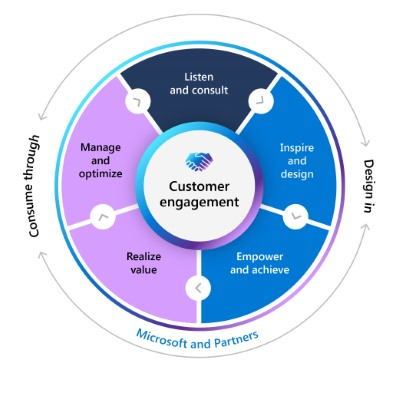 Listen
and consult
Inspire
and
design
Empower
and achieve
Realize
value
Manage
and
optimize
Customer
engagement
Consume through
Design in
Microsoft and Partners